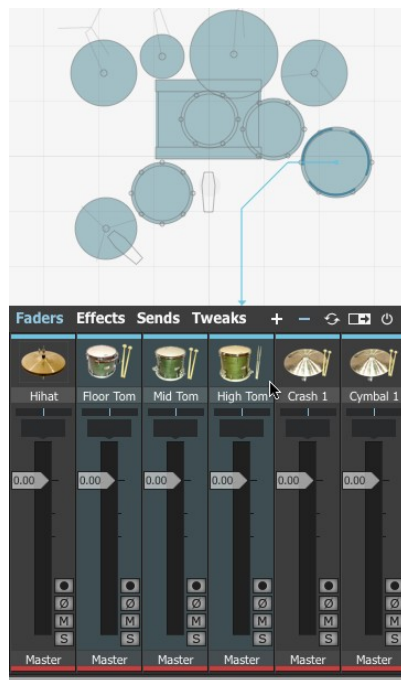 Faders Effects Sends Tweaks
Hihat Floor Tom Mid Tom High Tom Crash 1 Cymbal 1
0.00 0.00 0.00 0.00 0.00 0.00
Ø Ø Ø Ø Ø Ø
M M M M M M
S S S S S S
Master Master Master Master Master Master